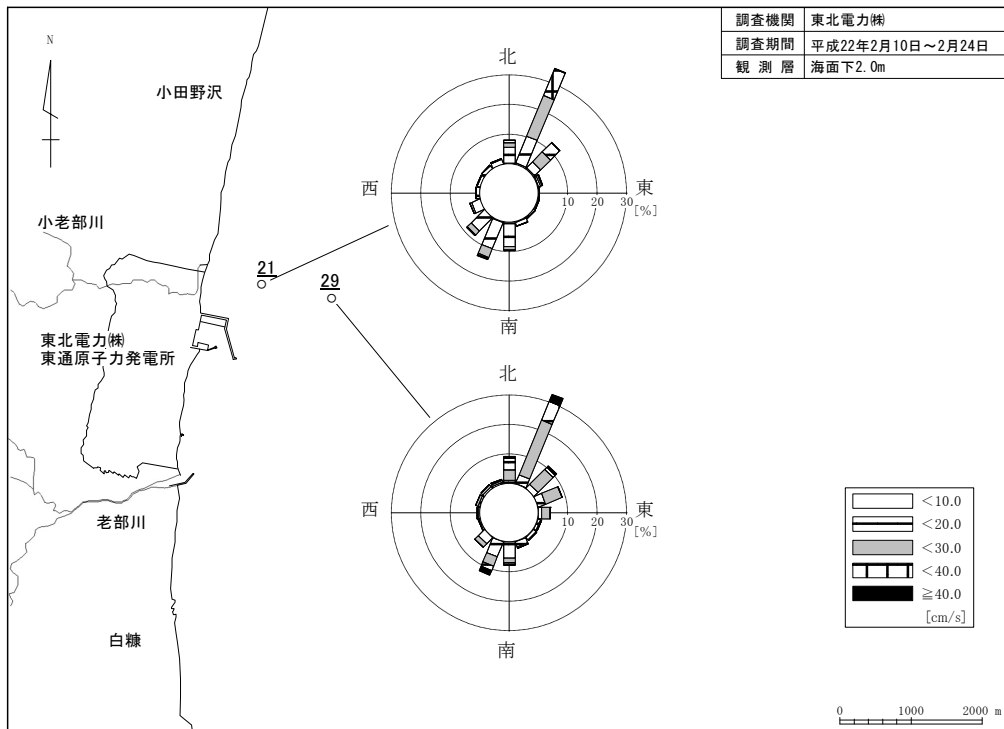 調査機関 東北電力㈱
調査期間 平成22年2月10日～2月24日
観測層 海面下2.0m
N
小田野沢
小老部川
21
29
東北電力㈱
東通原子力発電所
老部川
白糠
北
西
東
10 20 30
[%]
南
北
西
東
10 20 30
[%]
南
＜10.0
＜20.0
＜30.0
＜40.0
≧40.0
[cm/s]
0 1000 2000 m